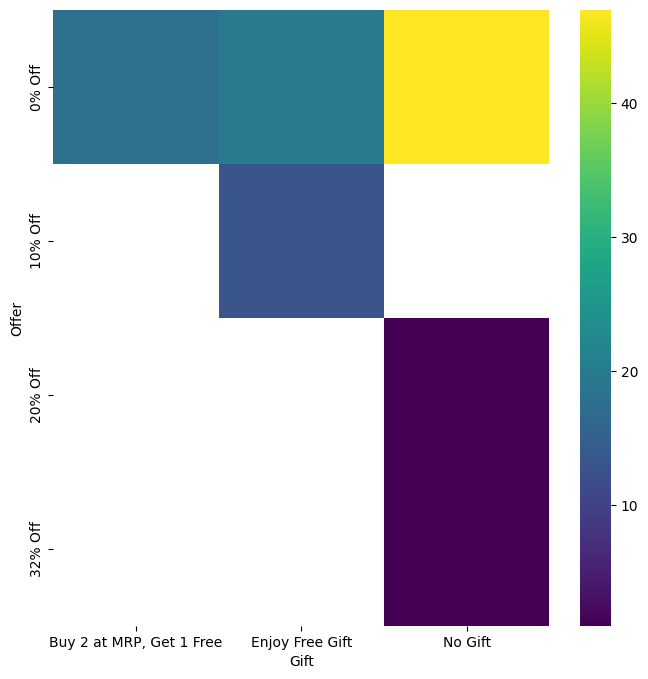 0% Off
10% Off
20% Off
32% Off
Offer
Buy 2 at MRP, Get 1 Free
Enjoy Free Gift
No Gift
Gift
40
30
20
10